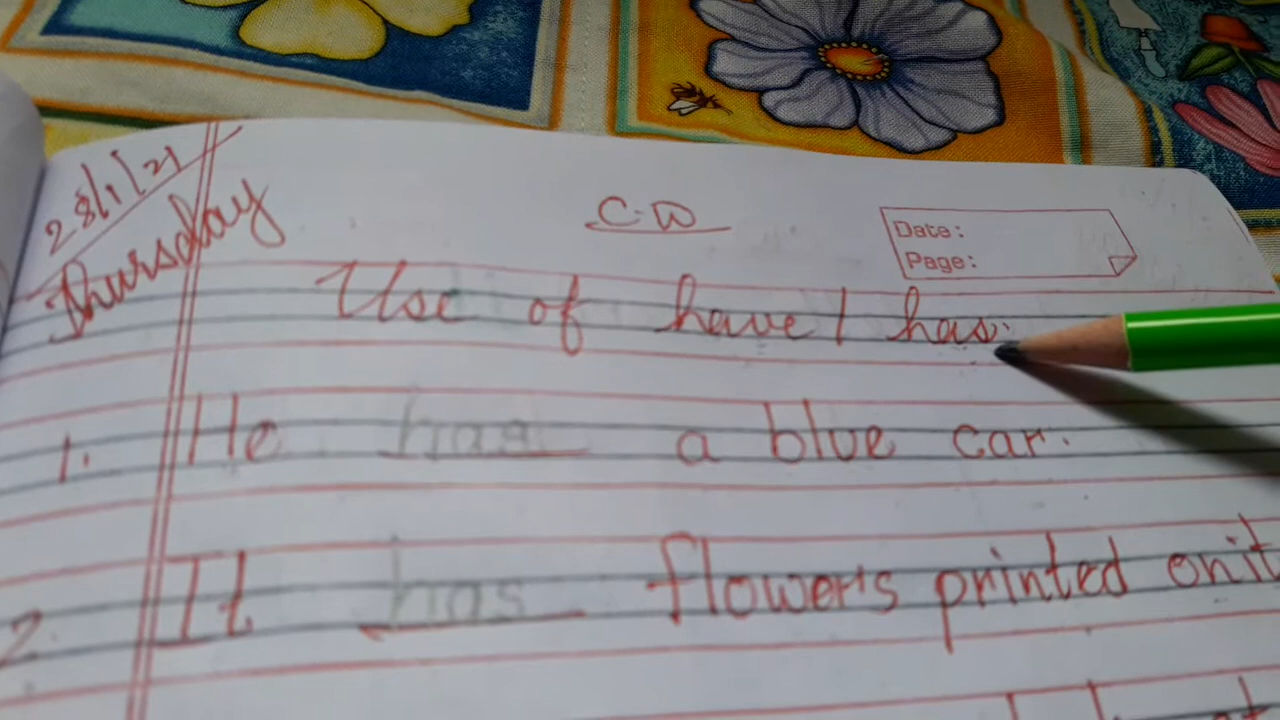 28/1/21
Thursday
C.W
Date:
Page:
Use of have/has.
1. He has a blue car.
2. It has flowers printed on it